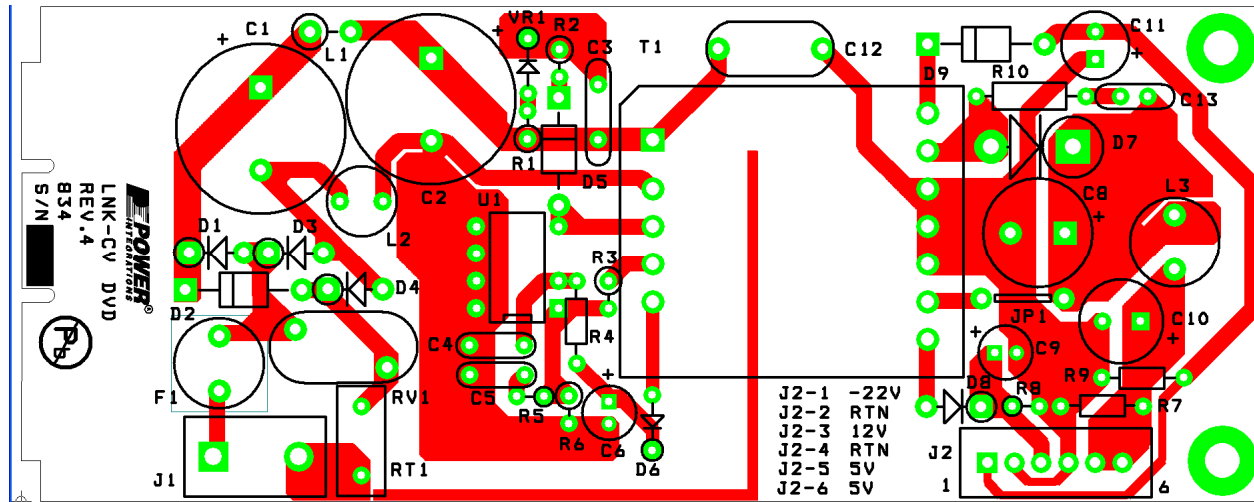 C1
L1
VR1
R2
C3
T1
C12
D9
C11
R10
C13
D7
R1
D5
C2
U1
C8
L3
POWER®
INTEGRATIONS
LNK-CV DVD
REV.4
834
S/N
D1
D3
L2
D4
R3
D2
Pb
JP1
C10
C4
R4
C9
F1
C5
RV1
R5
R6
C6
D6
R9
D8
R8
R7
J2-1 -22V
J2-2 RTN
J2-3 12V
J2-4 RTN
J2-5 5V
J2-6 5V
J1
RT1
J2
1
6